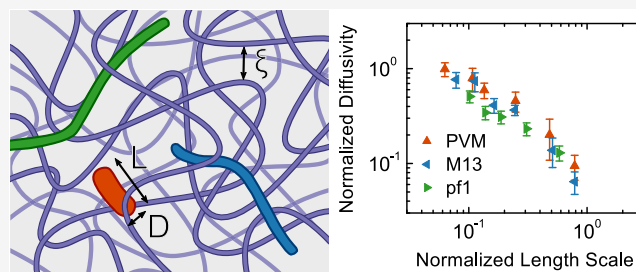 ξ
L
D
Normalized Diffusivity
10⁰
10⁻¹
PVM
M13
pf1
10⁻¹ 10⁰
Normalized Length Scale